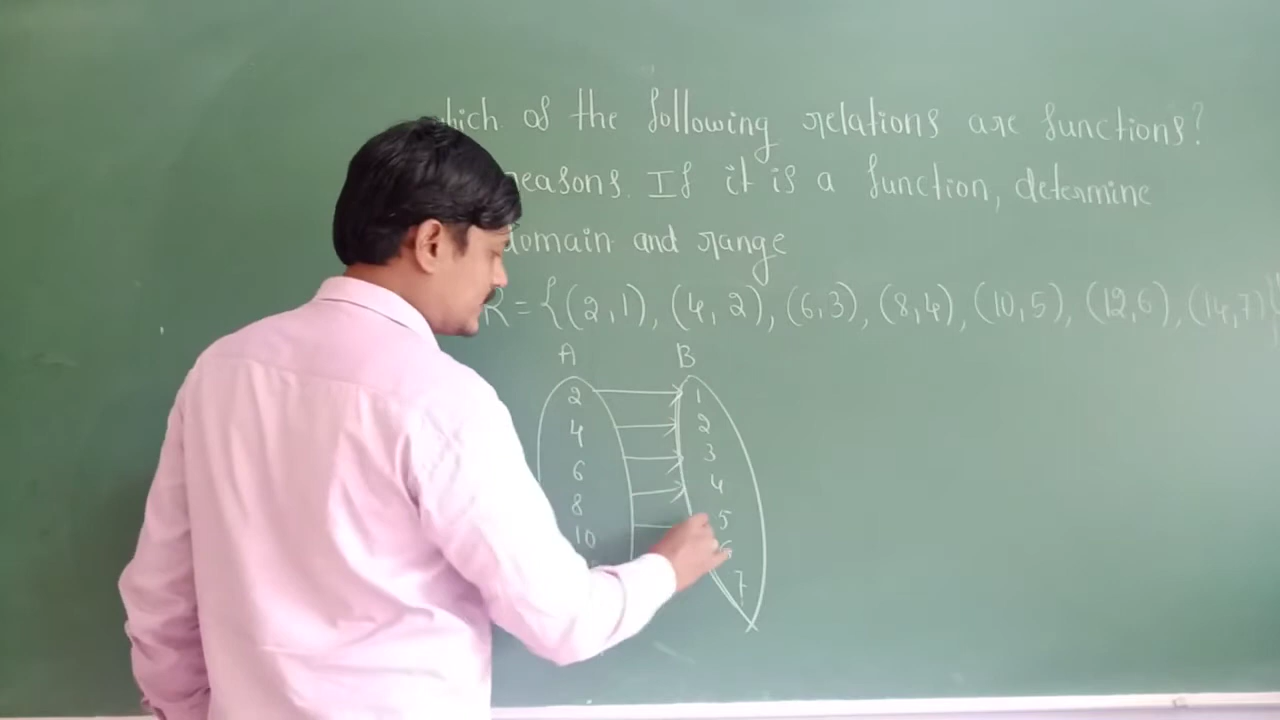 which of the following relations are functions?
reasons. If it is a function, determine
domain and range
R = {(2,1), (4,2), (6,3), (8,4), (10,5), (12,6), (14,7)}
A B
2 1
4 2
6 3
8 4
10 5
6
7